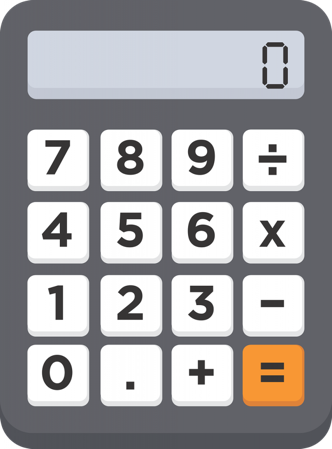 0
7 8 9 ÷
4 5 6 x
1 2 3 -
0 . + =